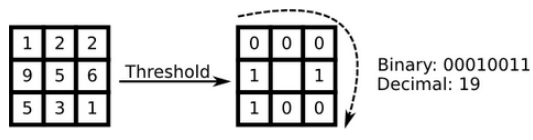 1 2 2
9 5 6
5 3 1
Threshold
0 0 0
1 1
1 0 0
Binary: 00010011
Decimal: 19